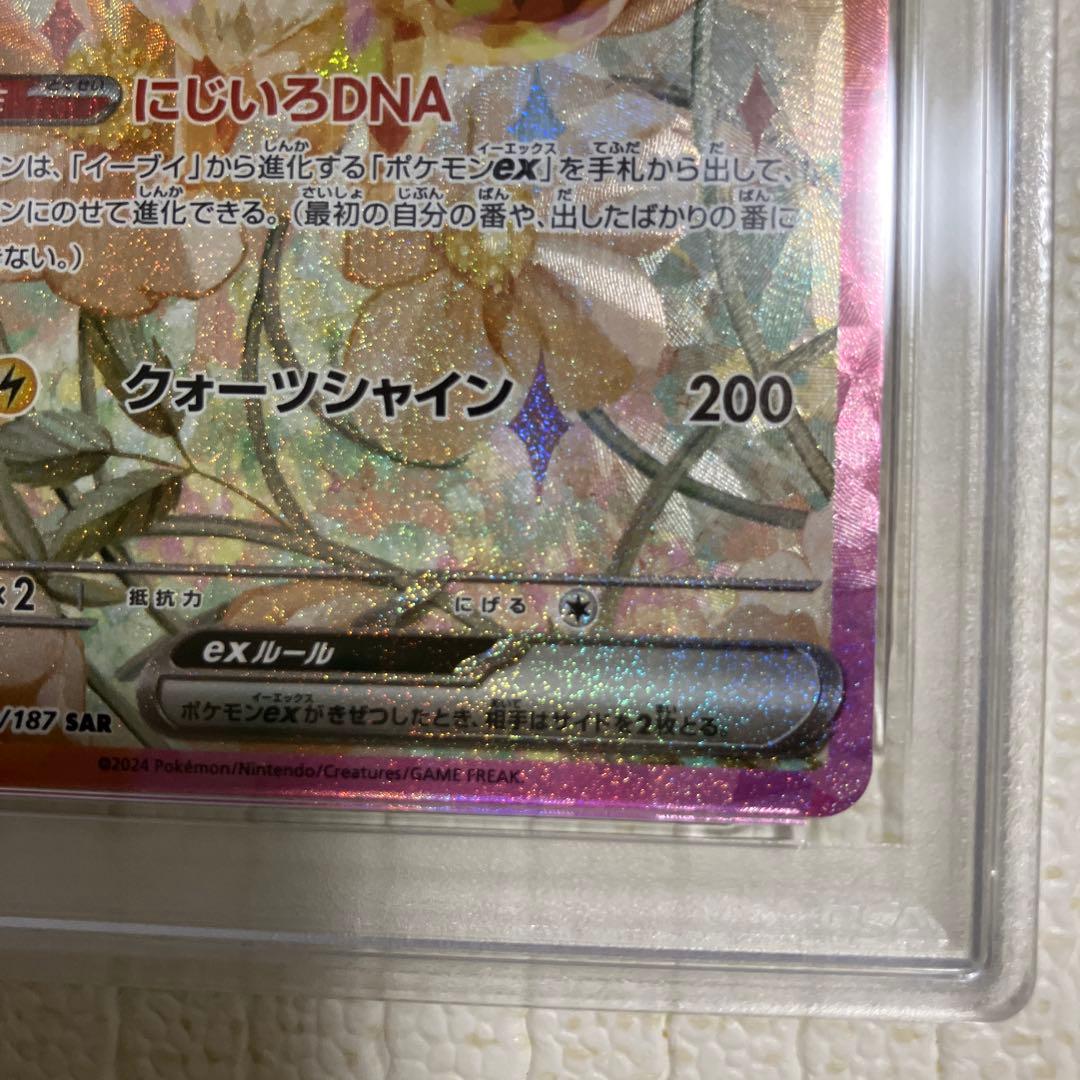 にじいろDNA
ンは、「イーブイ」から進化する「ポケモンex」を手札から出して、
ンにのせて進化できる。（最初の自分の番や、出したばかりの番に
ない。）
クォーツシャイン 200
×2 抵抗力 にげる
exルール
ポケモンexがきぜつしたとき、相手はサイドを2枚とる。
/187 SAR
©2024 Pokémon/Nintendo/Creatures/GAME FREAK.